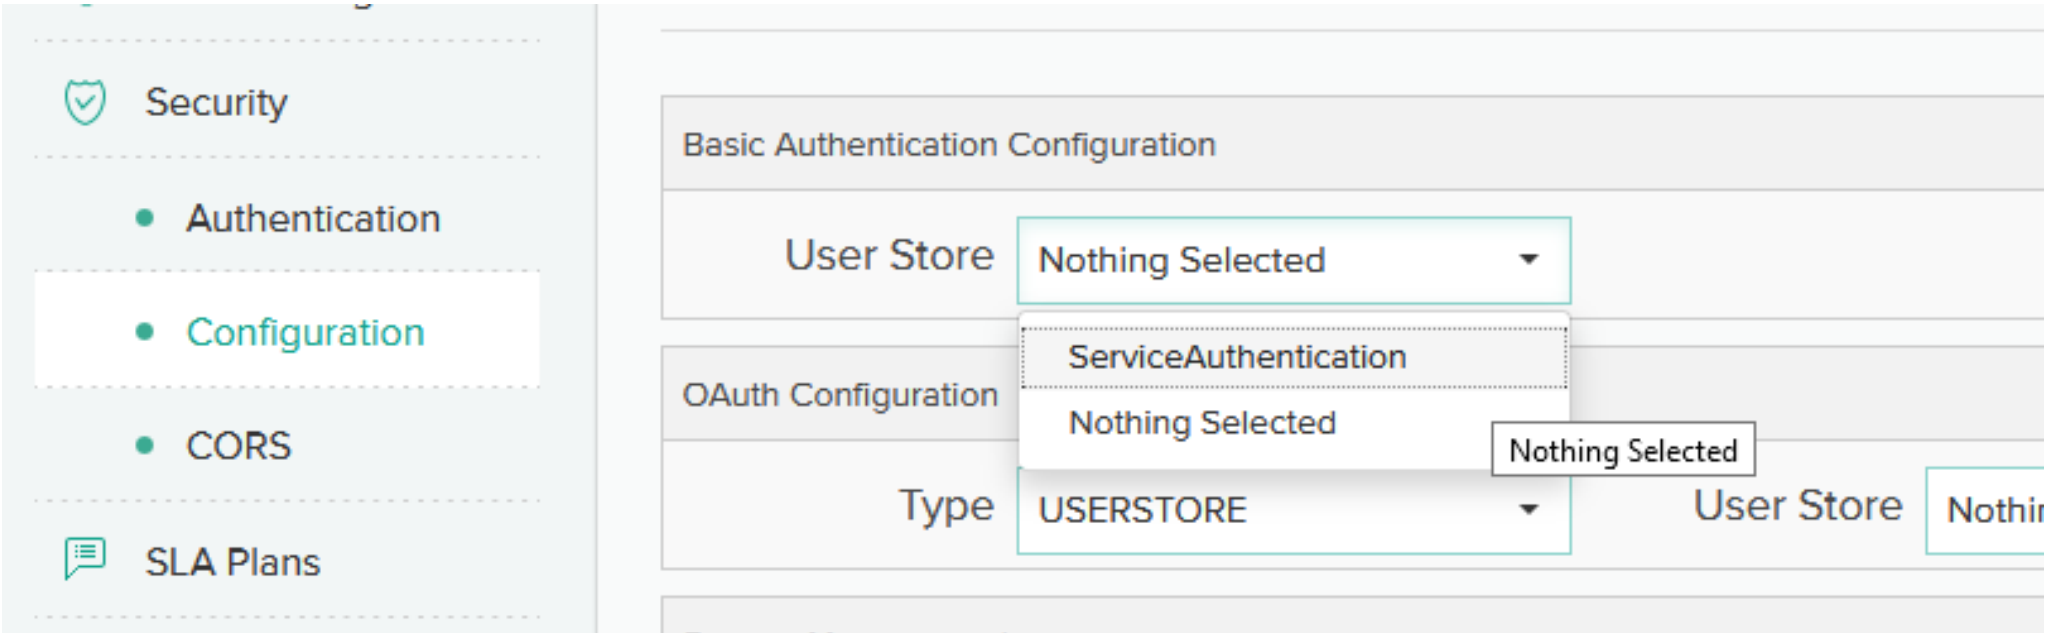 Security
Authentication
Configuration
CORS
SLA Plans
Basic Authentication Configuration
User Store Nothing Selected
ServiceAuthentication
Nothing Selected
Nothing Selected
OAuth Configuration
Type USERSTORE User Store